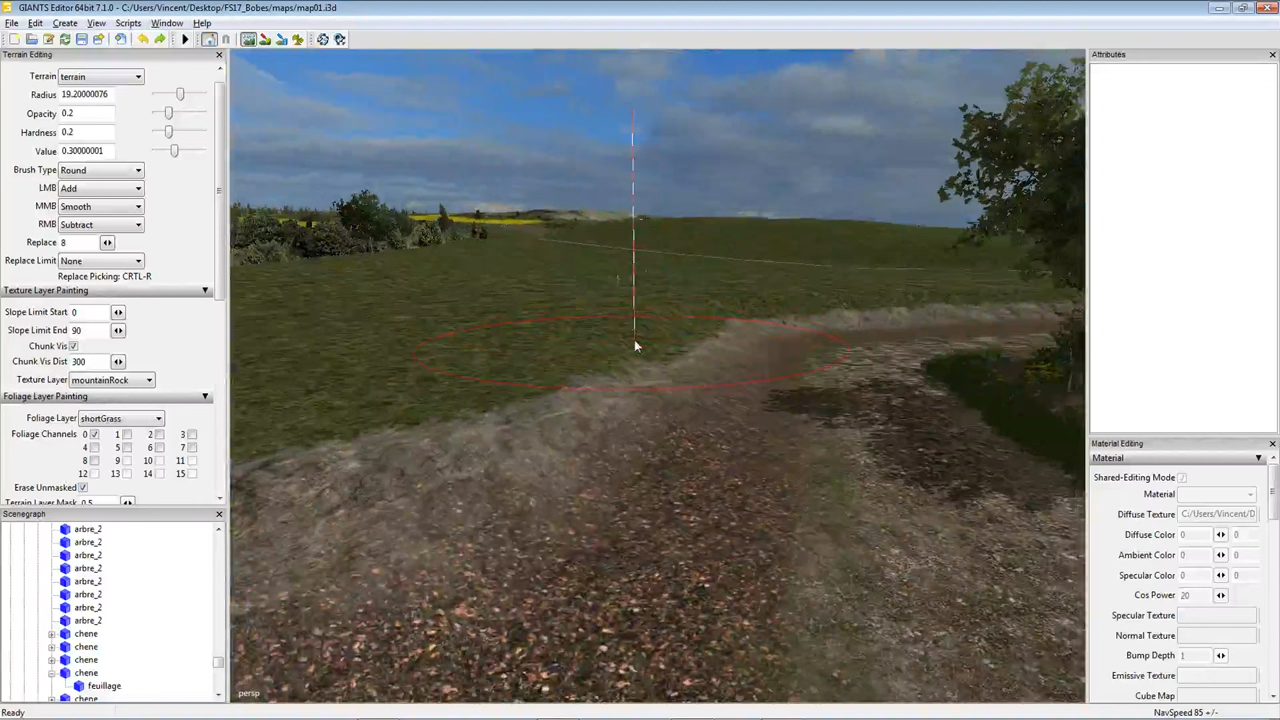 GIANTS Editor 64bit 7.1.0 - C:/Users/Vincent/Desktop/FS17_Bobes/maps/map01.i3d
File Edit Create View Scripts Window Help
Terrain Editing
Terrain terrain
Radius 19.20000076
Opacity 0.2
Hardness 0.2
Value 0.30000001
Brush Type Round
LMB Add
MMB Smooth
RMB Subtract
Replace 8
Replace Limit None
Replace Picking: CRTL-R
Texture Layer Painting
Slope Limit Start 0
Slope Limit End 90
Chunk Vis
Chunk Vis Dist 300
Texture Layer mountainRock
Foliage Layer Painting
Foliage Layer shortGrass
Foliage Channels 0 1 2 3
4 5 6 7
8 9 10 11
12 13 14 15
Erase Unmasked
Terrain Layer Mask 0.5
Scenegraph
arbre_2
arbre_2
arbre_2
arbre_2
arbre_2
arbre_2
arbre_2
arbre_2
chene
chene
chene
chene
feuillage
chene
Ready
persp
Attributes
Material Editing
Material
Shared-Editing Mode
Material
Diffuse Texture C:/Users/Vincent/D
Diffuse Color 0 0
Ambient Color 0 0
Specular Color 0 0
Cos Power 20
Specular Texture
Normal Texture
Bump Depth 1
Emissive Texture
Cube Map
NavSpeed 85 +/-